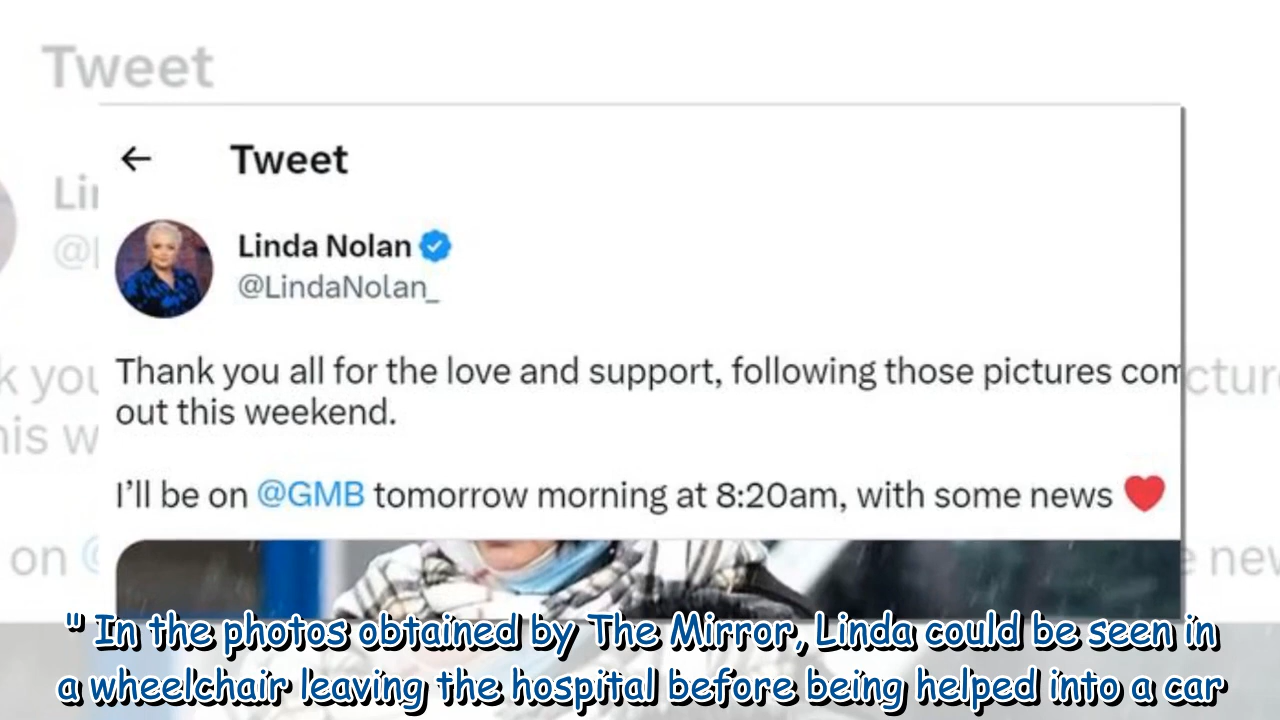 Tweet
Tweet
Linda Nolan
@LindaNolan_
Thank you all for the love and support, following those pictures com
out this weekend.
I'll be on @GMB tomorrow morning at 8:20am, with some news ❤️
" In the photos obtained by The Mirror, Linda could be seen in
a wheelchair leaving the hospital before being helped into a car